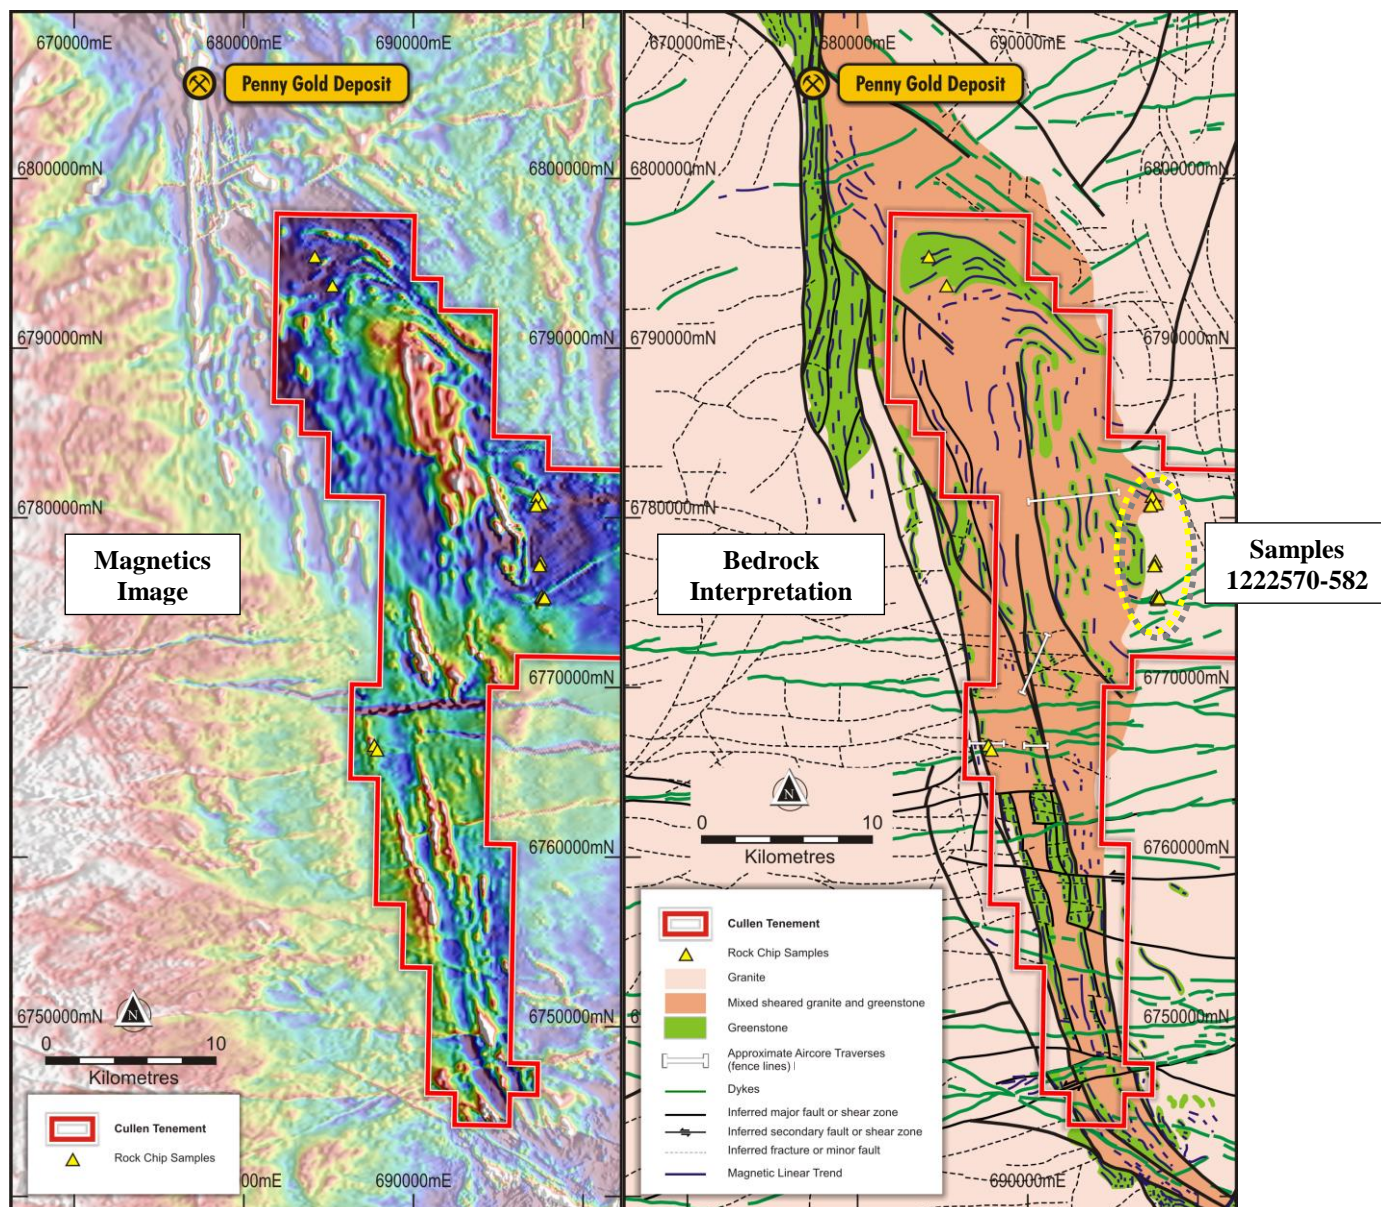 670000mE
680000mE
690000mE
Penny Gold Deposit
6800000mN
6800000mN
6790000mN
6790000mN
6780000mN
6780000mN
Magnetics
Image
6770000mN
6760000mN
6750000mN
N
0
10
Kilometres
Cullen Tenement
Rock Chip Samples
680000mE
690000mE
670000mE
680000mE
690000mE
Penny Gold Deposit
6800000mN
6800000mN
6790000mN
6790000mN
6780000mN
6780000mN
Bedrock
Interpretation
Samples
1222570-582
6770000mN
N
0
10
Kilometres
6760000mN
6750000mN
6
Cullen Tenement
Rock Chip Samples
Granite
Mixed sheared granite and greenstone
Greenstone
Approximate Aircore Traverses
(fence lines)
Dykes
Inferred major fault or shear zone
Inferred secondary fault or shear zone
Inferred fracture or minor fault
Magnetic Linear Trend
690000mE